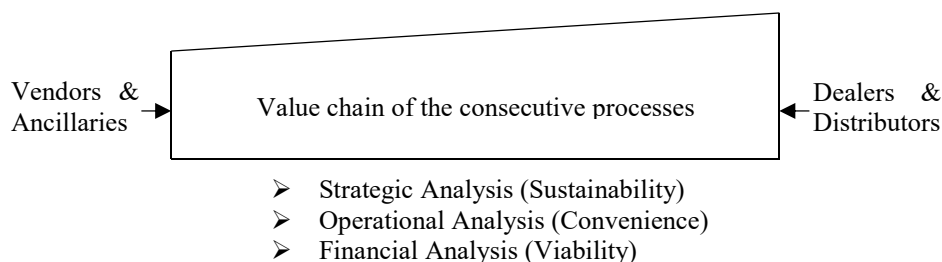 Vendors &
Ancillaries
Value chain of the consecutive processes
Dealers &
Distributors
➢ Strategic Analysis (Sustainability)
➢ Operational Analysis (Convenience)
➢ Financial Analysis (Viability)